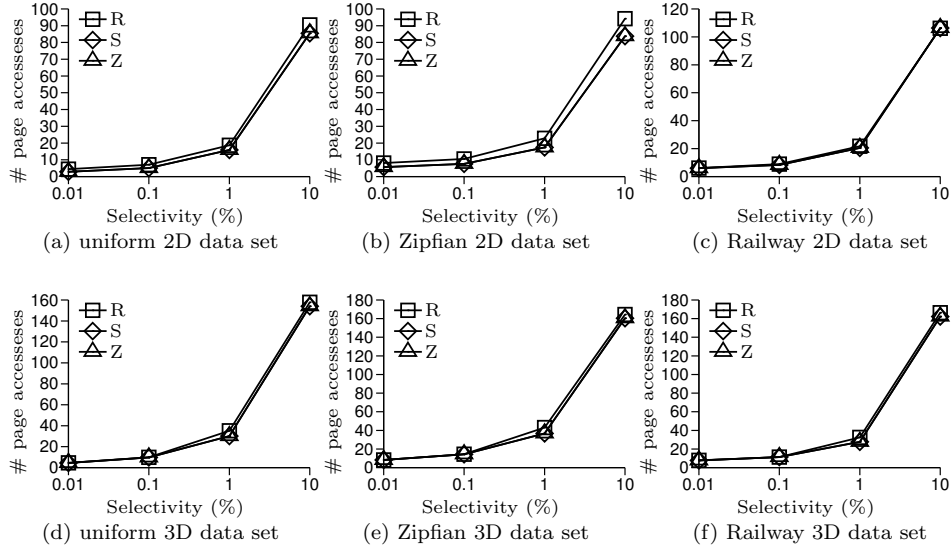 # page accesseses
100
90
80
70
60
50
40
30
20
10
0
R
S
Z
0.01 0.1 1 10
Selectivity (%)
(a) uniform 2D data set
# page accesseses
100
90
80
70
60
50
40
30
20
10
0
R
S
Z
0.01 0.1 1 10
Selectivity (%)
(b) Zipfian 2D data set
# page accesseses
120
100
80
60
40
20
0
R
S
Z
0.01 0.1 1 10
Selectivity (%)
(c) Railway 2D data set
# page accesseses
160
140
120
100
80
60
40
20
0
R
S
Z
0.01 0.1 1 10
Selectivity (%)
(d) uniform 3D data set
# page accesseses
180
160
140
120
100
80
60
40
20
0
R
S
Z
0.01 0.1 1 10
Selectivity (%)
(e) Zipfian 3D data set
# page accesseses
180
160
140
120
100
80
60
40
20
0
R
S
Z
0.01 0.1 1 10
Selectivity (%)
(f) Railway 3D data set